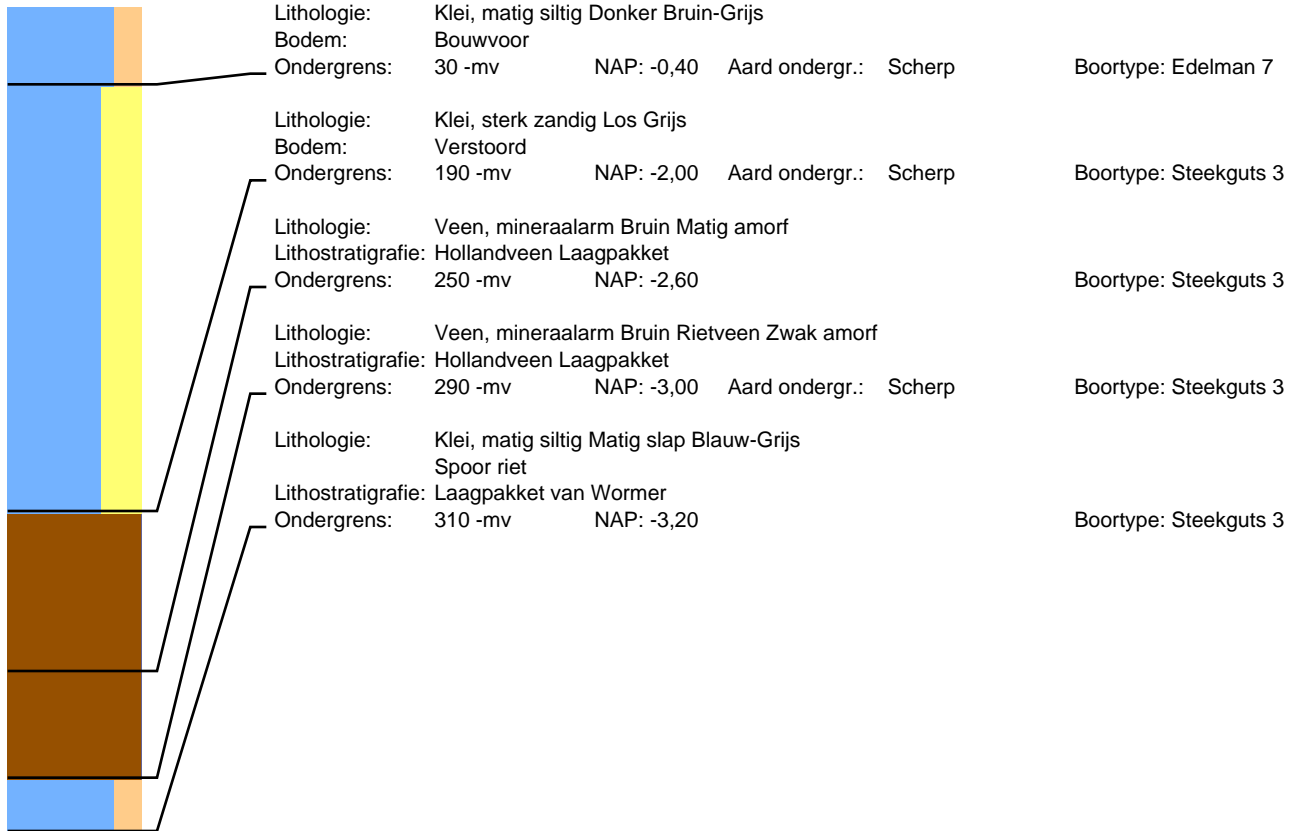 Lithologie: Klei, matig siltig Donker Bruin-Grijs
Bodem: Bouwvoor
Ondergrens: 30 -mv NAP: -0,40 Aard ondergr.: Scherp Boortype: Edelman 7
Lithologie: Klei, sterk zandig Los Grijs
Bodem: Verstoord
Ondergrens: 190 -mv NAP: -2,00 Aard ondergr.: Scherp Boortype: Steekguts 3
Lithologie: Veen, mineraalarm Bruin Matig amorf
Lithostratigrafie: Hollandveen Laagpakket
Ondergrens: 250 -mv NAP: -2,60 Boortype: Steekguts 3
Lithologie: Veen, mineraalarm Bruin Rietveen Zwak amorf
Lithostratigrafie: Hollandveen Laagpakket
Ondergrens: 290 -mv NAP: -3,00 Aard ondergr.: Scherp Boortype: Steekguts 3
Lithologie: Klei, matig siltig Matig slap Blauw-Grijs
Spoor riet
Lithostratigrafie: Laagpakket van Wormer
Ondergrens: 310 -mv NAP: -3,20 Boortype: Steekguts 3